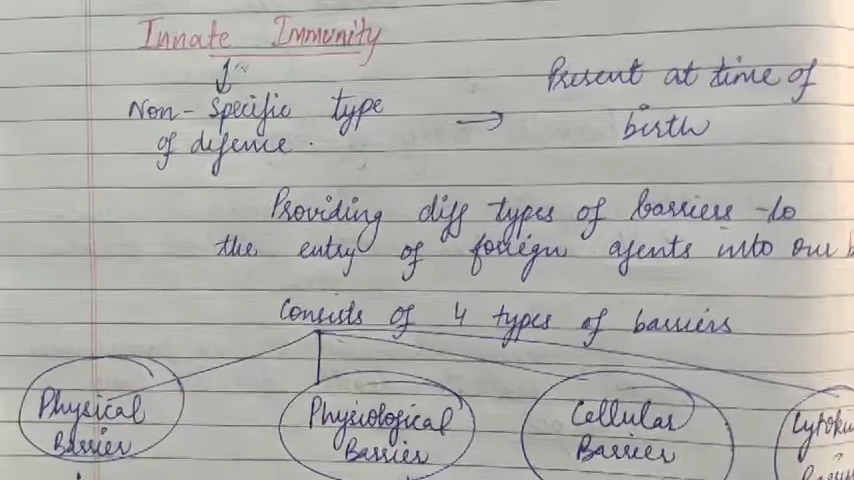 Innate Immunity
Non-Specific type
of defence.
Present at time of
birth
Providing diff types of barriers to
the entry of foreign agents into our
Consists of 4 types of barriers
Physical
Barrier
Physiological
Barrier
Cellular
Barrier